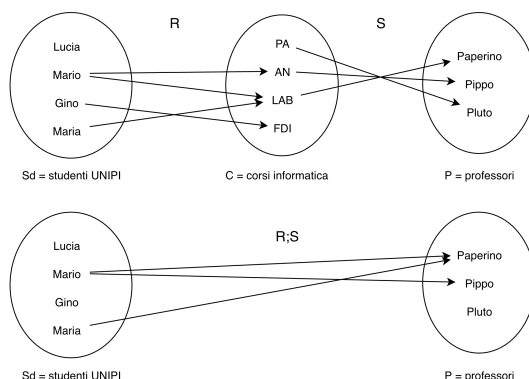 R
S
Lucia
Mario
Gino
Maria
PA
AN
LAB
FDI
Paperino
Pippo
Pluto
Sd = studenti UNIPI
C = corsi informatica
P = professori
R;S
Lucia
Mario
Gino
Maria
Paperino
Pippo
Pluto
Sd = studenti UNIPI
P = professori